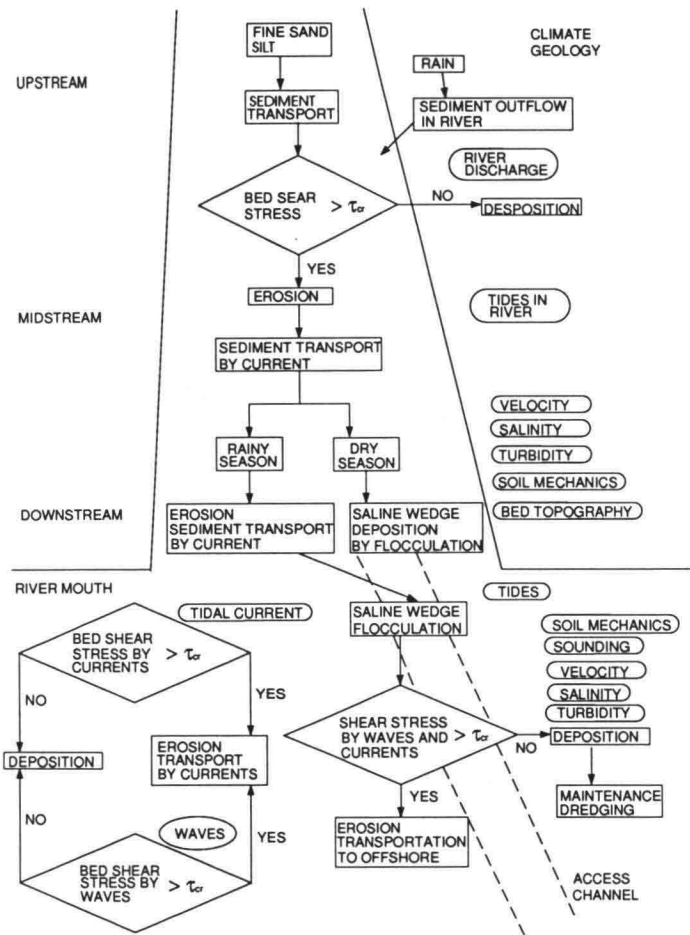 FINE SAND
SILT
CLIMATE
GEOLOGY
UPSTREAM
RAIN
SEDIMENT
TRANSPORT
SEDIMENT OUTFLOW
IN RIVER
RIVER
DISCHARGE
BED SEAR
STRESS > τcr
NO
DESPOSITION
YES
EROSION
TIDES IN
RIVER
MIDSTREAM
SEDIMENT TRANSPORT
BY CURRENT
VELOCITY
SALINITY
TURBIDITY
SOIL MECHANICS
BED TOPOGRAPHY
RAINY
SEASON
DRY
SEASON
DOWNSTREAM
EROSION
SEDIMENT TRANSPORT
BY CURRENT
SALINE WEDGE
DEPOSITION
BY FLOCCULATION
RIVER MOUTH
TIDES
TIDAL CURRENT
SALINE WEDGE
FLOCCULATION
SOIL MECHANICS
SOUNDING
VELOCITY
SALINITY
TURBIDITY
BED SHEAR
STRESS BY
CURRENTS > τcr
NO
YES
DEPOSITION
EROSION
TRANSPORT
BY CURRENTS
SHEAR STRESS
BY WAVES AND
CURRENTS > τcr
NO
DEPOSITION
YES
MAINTENANCE
DREDGING
NO
WAVES
YES
EROSION
TRANSPORTATION
TO OFFSHORE
BED SHEAR
STRESS BY
WAVES > τcr
ACCESS
CHANNEL